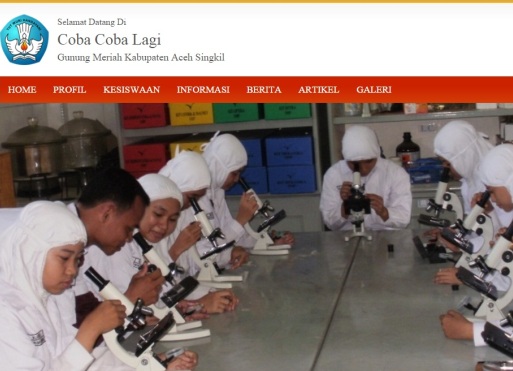 Selamat Datang Di
Coba Coba Lagi
Gunung Meriah Kabupaten Aceh Singkil
HOME PROFIL KESISWAAN INFORMASI BERITA ARTIKEL GALERI